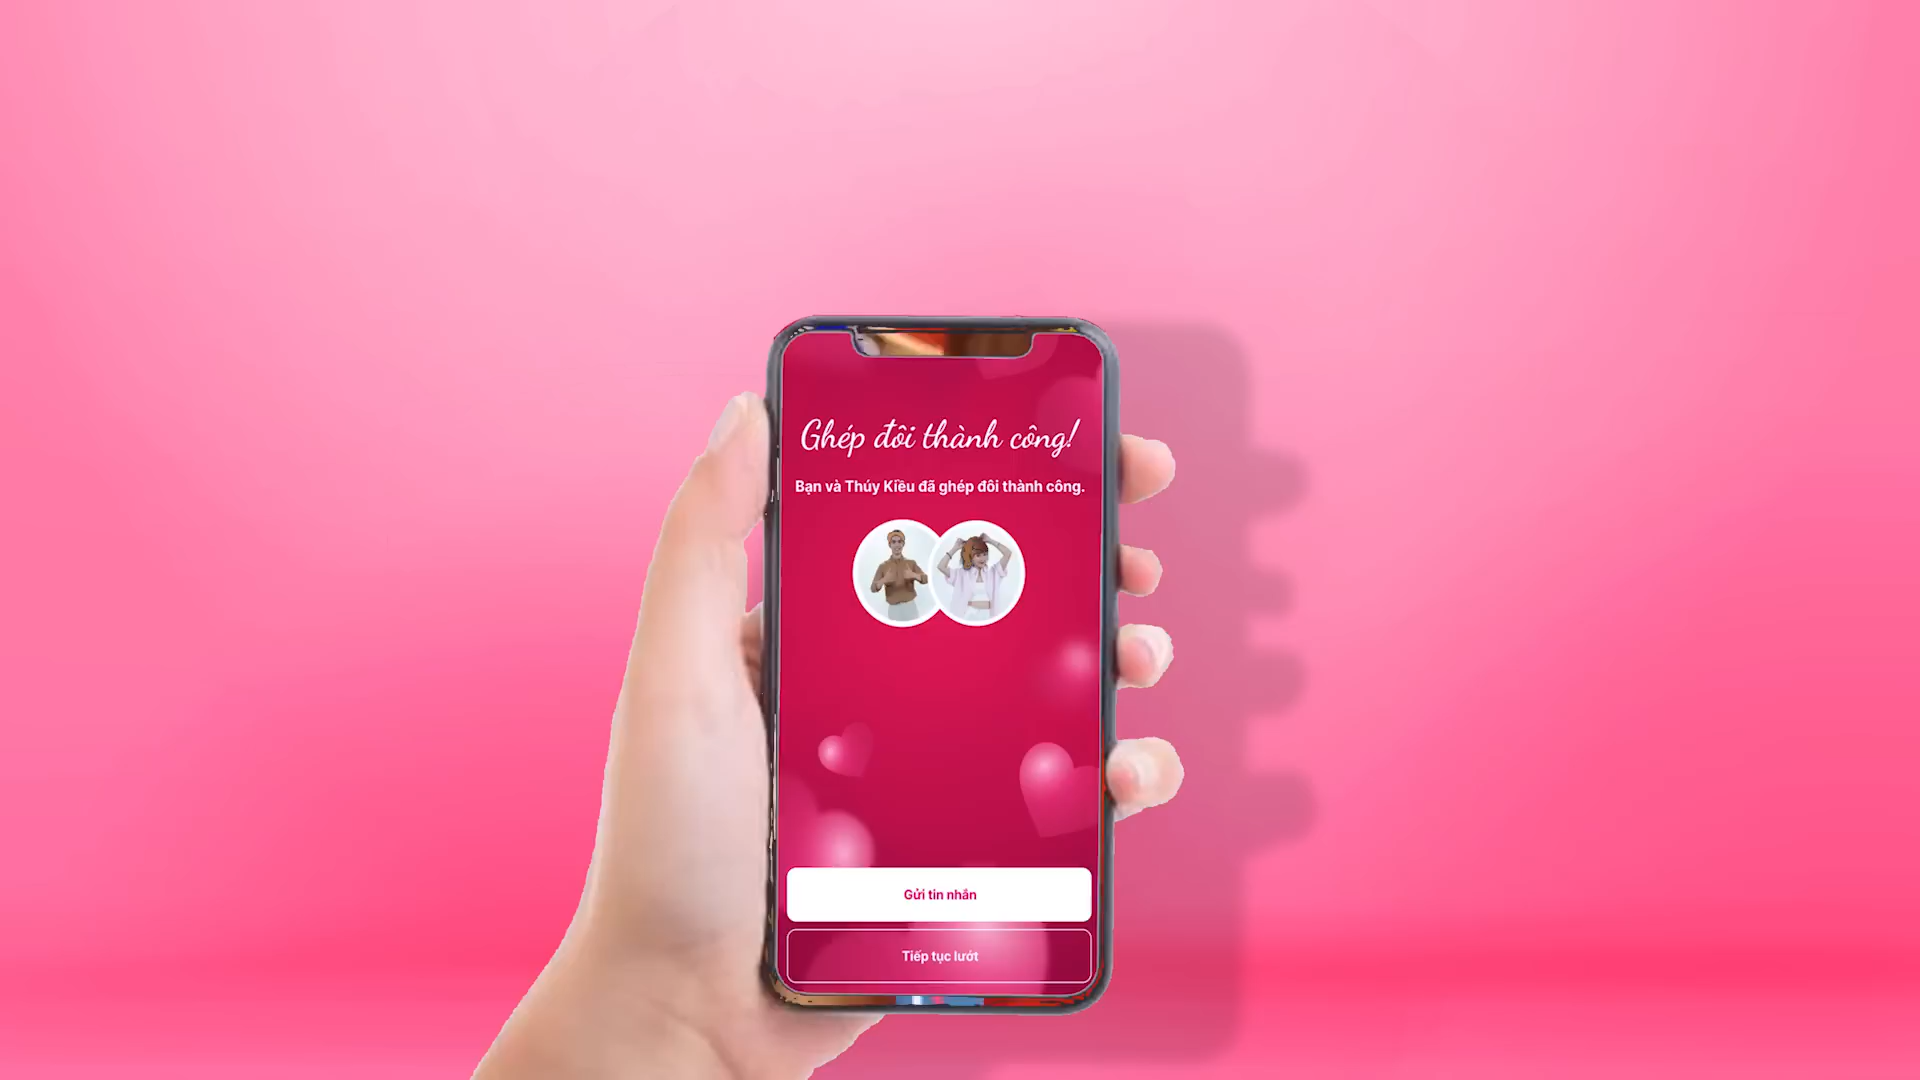 Ghép đôi thành công!
Bạn và Thúy Kiều đã ghép đôi thành công.
Gửi tin nhắn
Tiếp tục lướt